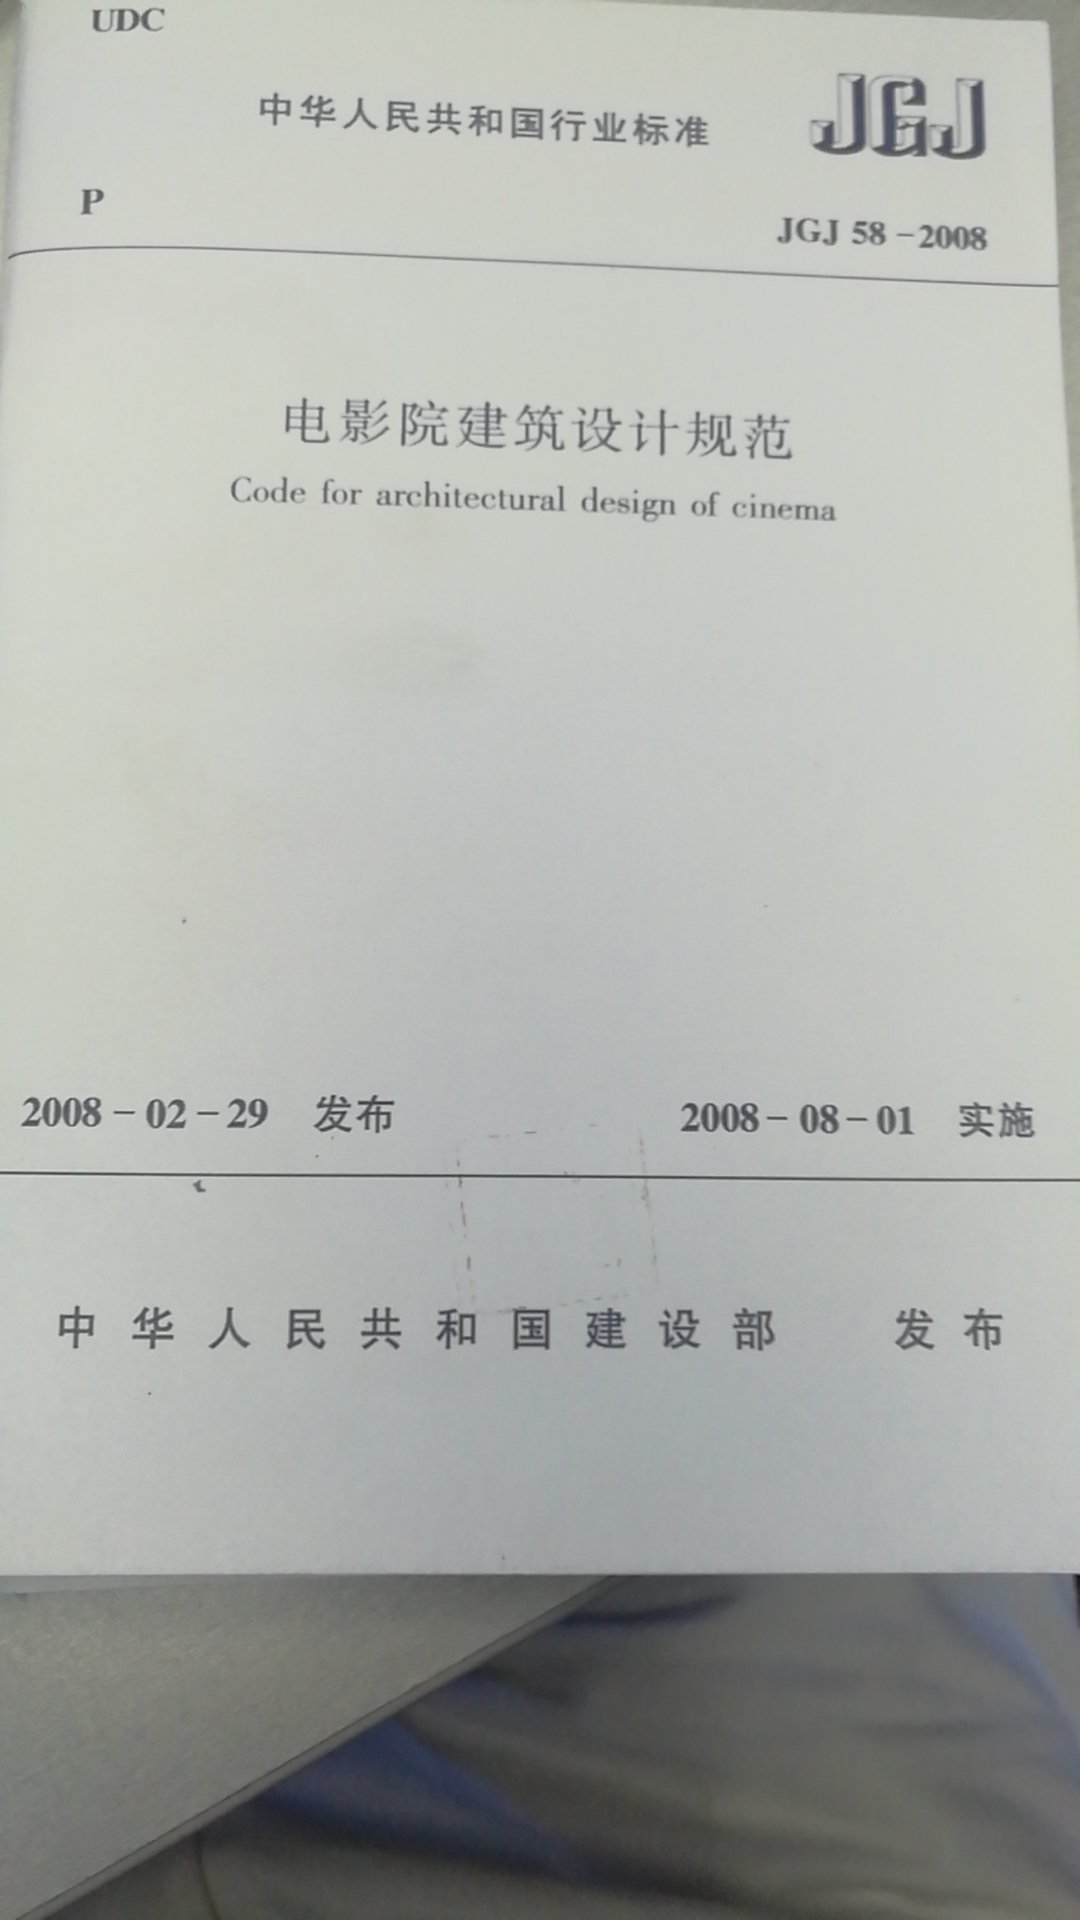 UDC
中华人民共和国行业标准
JGJ
P
JGJ 58-2008
电影院建筑设计规范
Code for architectural design of cinema
2008-02-29 发布
2008-08-01 实施
中华人民共和国建设部 发布